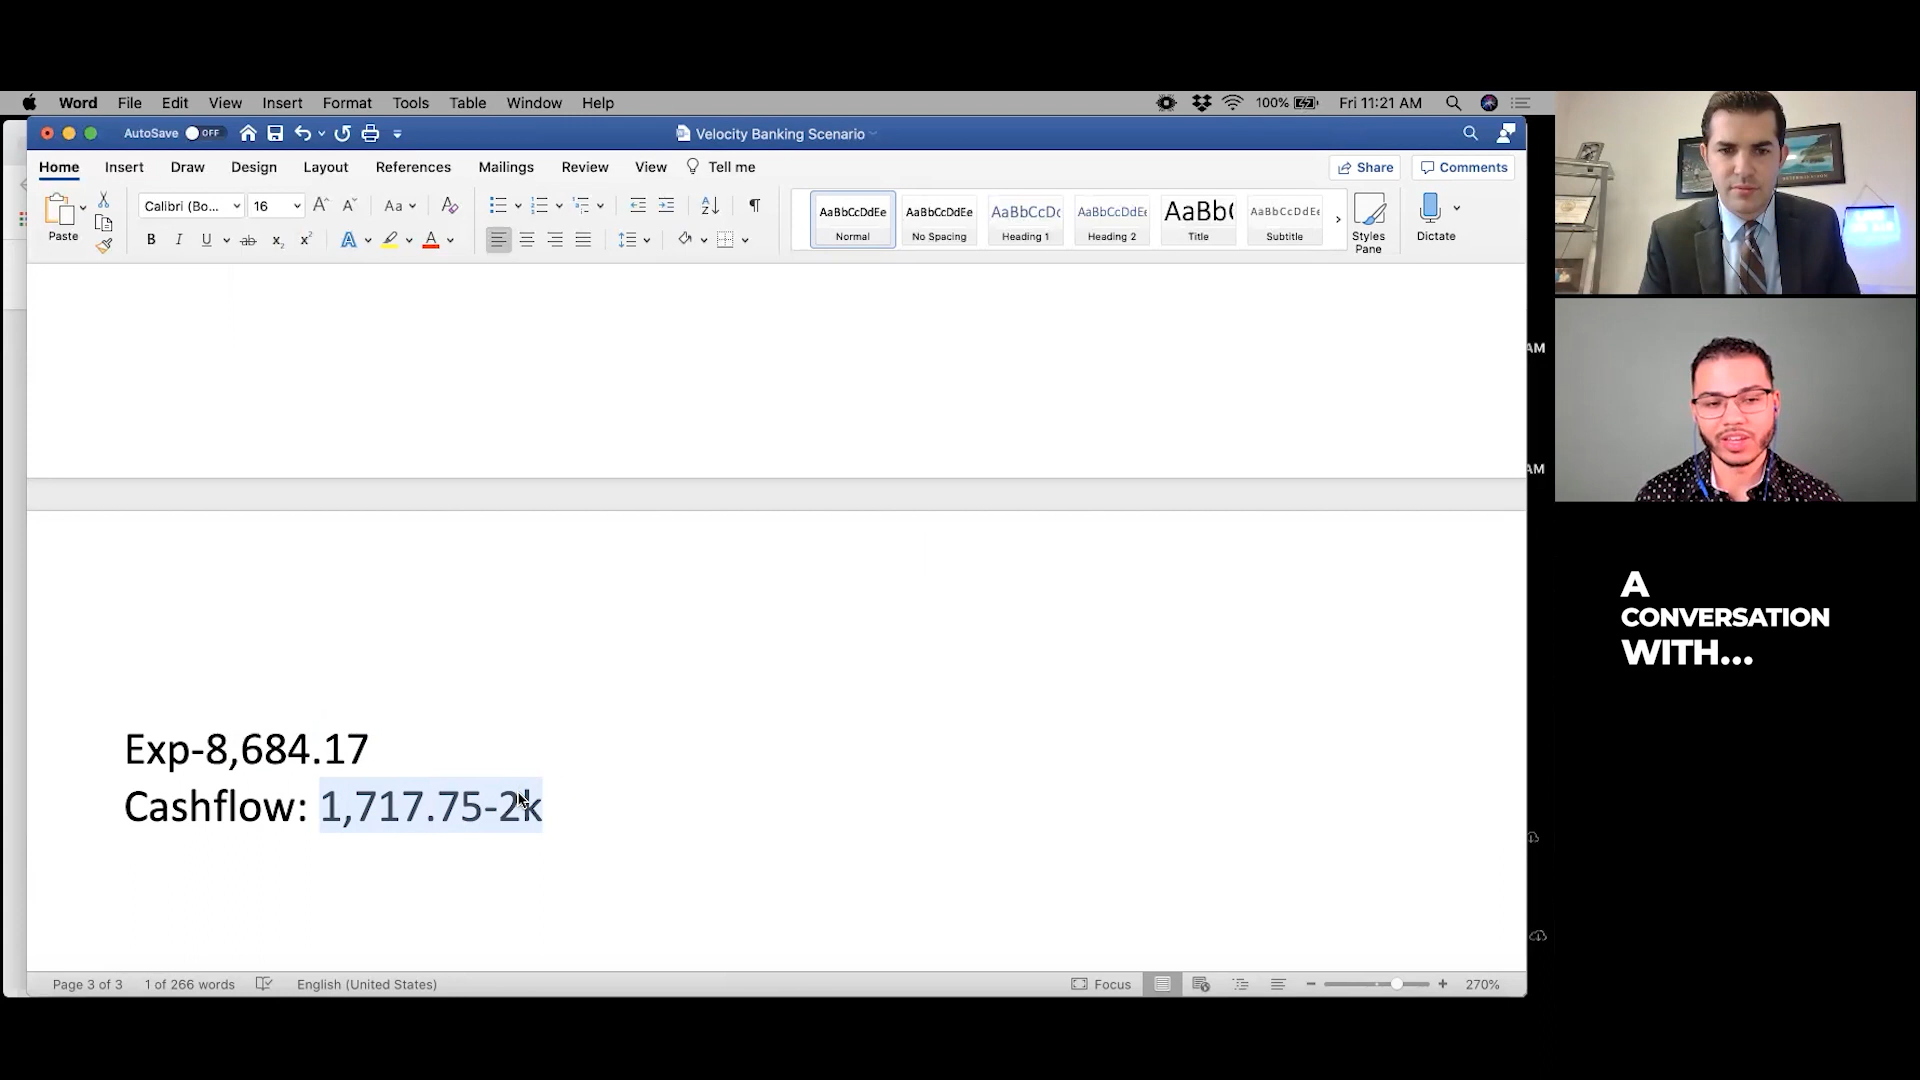 Word File Edit View Insert Format Tools Table Window Help 100% Fri 11:21 AM
AutoSave OFF Velocity Banking Scenario
Home Insert Draw Design Layout References Mailings Review View Tell me Share Comments
Paste Calibri (Bo... 16 Aa
AaBbCcDdEe AaBbCcDdEe AaBbCcDc AaBbCcDdEe AaBb( AaBbCcDdEe
Normal No Spacing Heading 1 Heading 2 Title Subtitle Styles Pane Dictate
AM
AM
A
CONVERSATION
WITH...
Exp-8,684.17
Cashflow: 1,717.75-2k
Page 3 of 3 1 of 266 words English (United States) Focus 270%